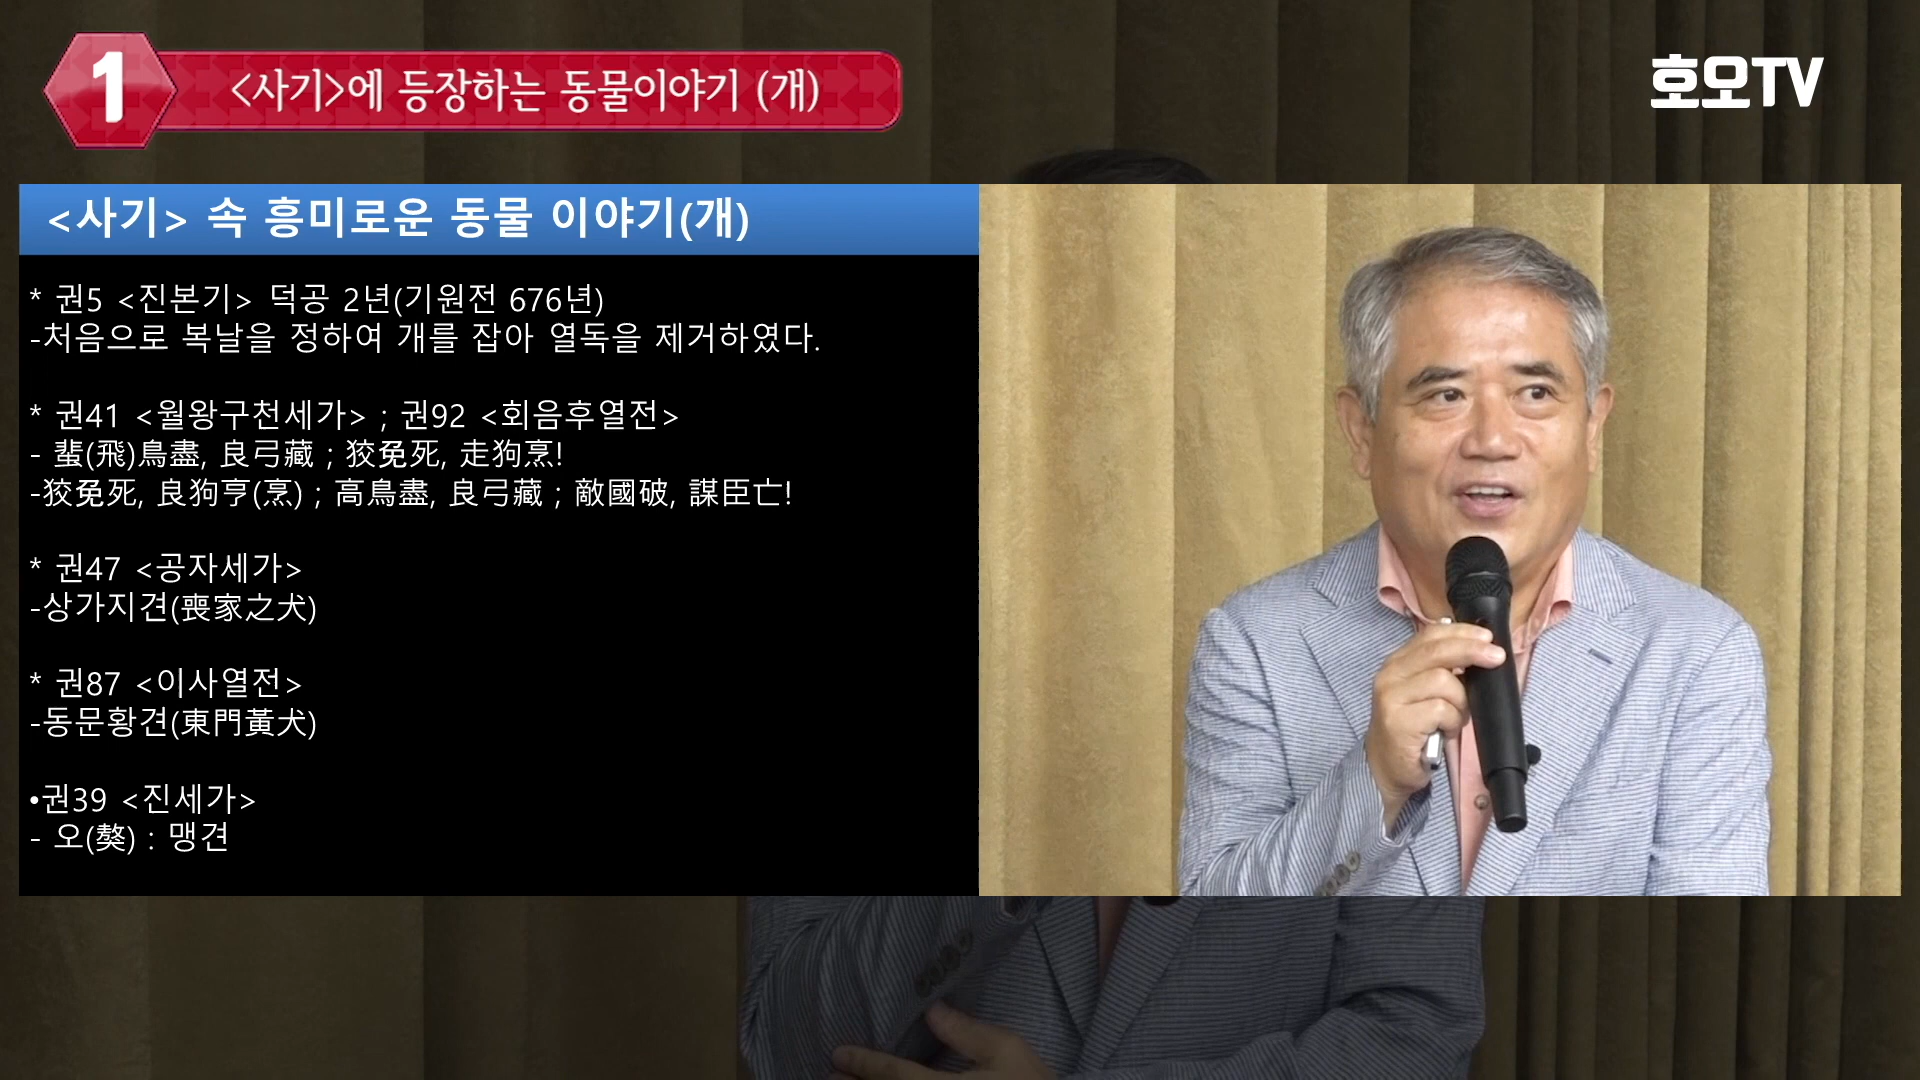 1
<사기>에 등장하는 동물이야기 (개)
호오TV
<사기> 속 흥미로운 동물 이야기(개)
* 권5 <진본기> 덕공 2년(기원전 676년)
-처음으로 복날을 정하여 개를 잡아 열독을 제거하였다.
* 권41 <월왕구천세가> ; 권92 <회음후열전>
- 蜚(飛)鳥盡, 良弓藏 ; 狡兔死, 走狗烹!
-狡兔死, 良狗亨(烹) ; 高鳥盡, 良弓藏 ; 敵國破, 謀臣亡!
* 권47 <공자세가>
-상가지견(喪家之犬)
* 권87 <이사열전>
-동문황견(東門黃犬)
•권39 <진세가>
- 오(獒) : 맹견